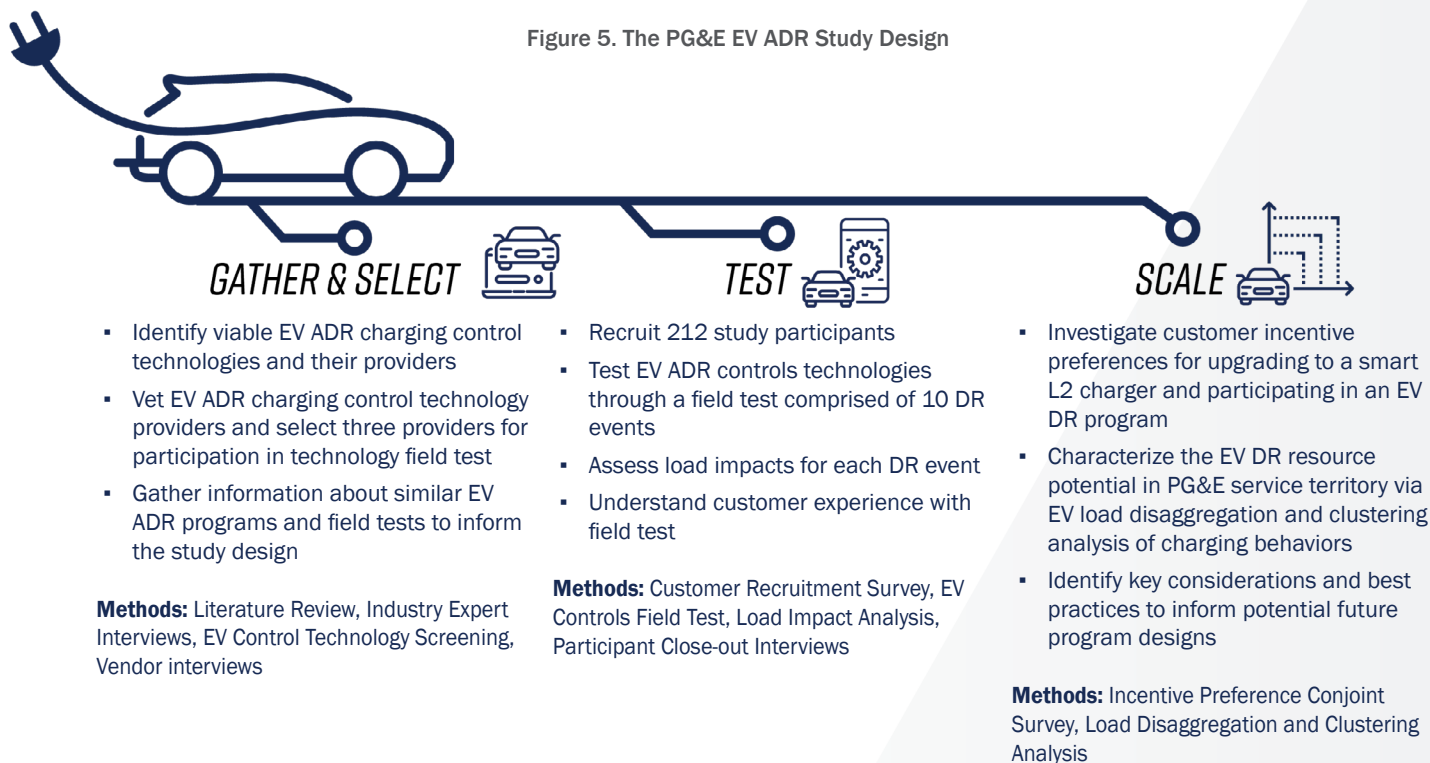 Figure 5. The PG&E EV ADR Study Design
GATHER & SELECT
▪ Identify viable EV ADR charging control
technologies and their providers
▪ Vet EV ADR charging control technology
providers and select three providers for
participation in technology field test
▪ Gather information about similar EV
ADR programs and field tests to inform
the study design
Methods: Literature Review, Industry Expert
Interviews, EV Control Technology Screening,
Vendor interviews
TEST
▪ Recruit 212 study participants
▪ Test EV ADR controls technologies
through a field test comprised of 10 DR
events
▪ Assess load impacts for each DR event
▪ Understand customer experience with
field test
Methods: Customer Recruitment Survey, EV
Controls Field Test, Load Impact Analysis,
Participant Close-out Interviews
SCALE
▪ Investigate customer incentive
preferences for upgrading to a smart
L2 charger and participating in an EV
DR program
▪ Characterize the EV DR resource
potential in PG&E service territory via
EV load disaggregation and clustering
analysis of charging behaviors
▪ Identify key considerations and best
practices to inform potential future
program designs
Methods: Incentive Preference Conjoint
Survey, Load Disaggregation and Clustering
Analysis